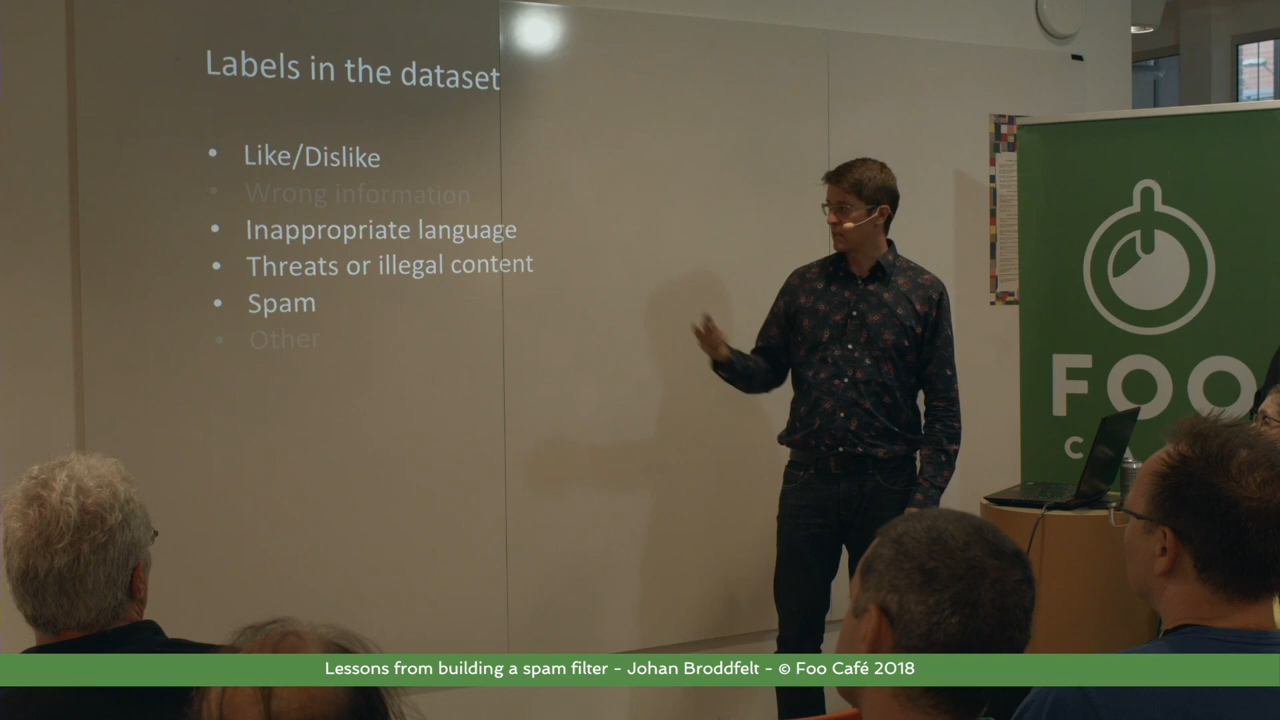 Labels in the dataset
• Like/Dislike
• Wrong information
• Inappropriate language
• Threats or illegal content
• Spam
• Other
FOO
C
Lessons from building a spam filter - Johan Broddfelt - © Foo Café 2018